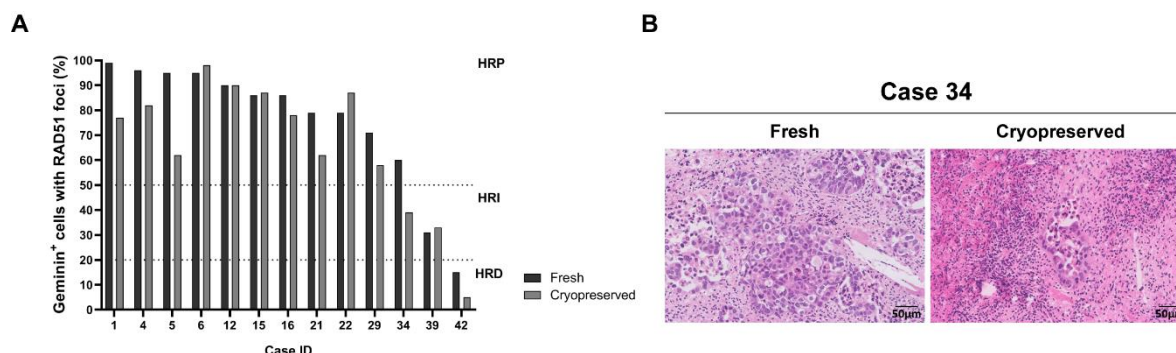 A
Geminin⁺ cells with RAD51 foci (%)
100
90
80
70
60
50
40
30
20
10
0
HRP
HRI
HRD
Fresh
Cryopreserved
1 4 5 6 12 15 16 21 22 29 34 39 42
Case ID
B
Case 34
Fresh Cryopreserved
50µm 50µm